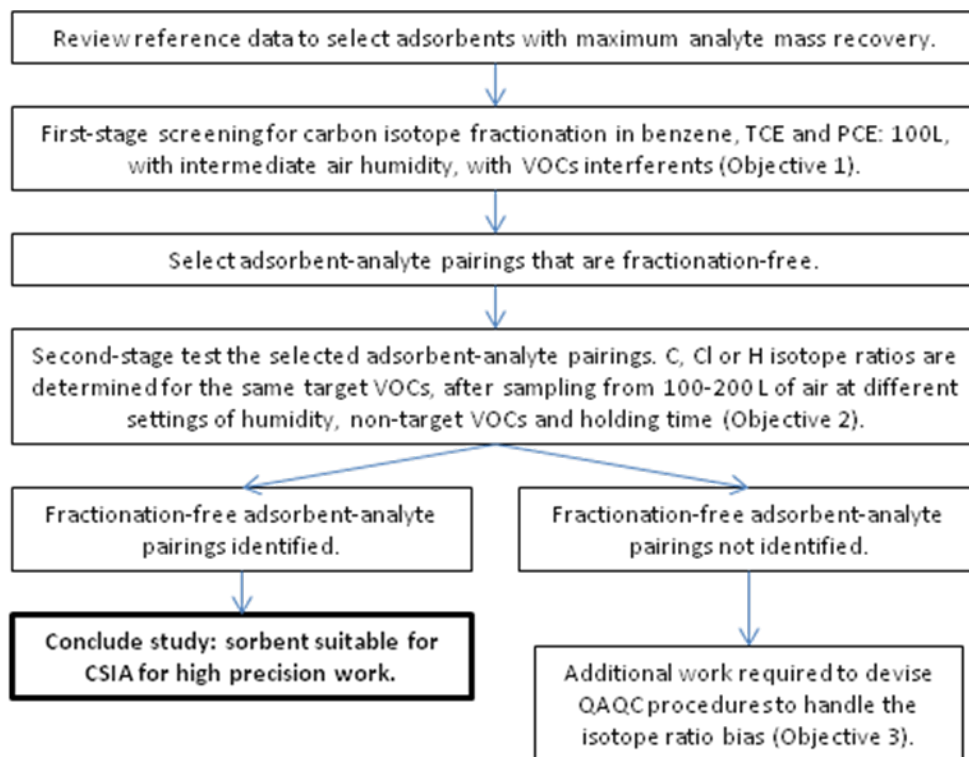 Review reference data to select adsorbents with maximum analyte mass recovery.
First-stage screening for carbon isotope fractionation in benzene, TCE and PCE: 100L,
with intermediate air humidity, with VOCs interferents (Objective 1).
Select adsorbent-analyte pairings that are fractionation-free.
Second-stage test the selected adsorbent-analyte pairings. C, Cl or H isotope ratios are
determined for the same target VOCs, after sampling from 100-200 L of air at different
settings of humidity, non-target VOCs and holding time (Objective 2).
Fractionation-free adsorbent-analyte
pairings identified.
Fractionation-free adsorbent-analyte
pairings not identified.
Conclude study: sorbent suitable for
CSIA for high precision work.
Additional work required to devise
QAQC procedures to handle the
isotope ratio bias (Objective 3).